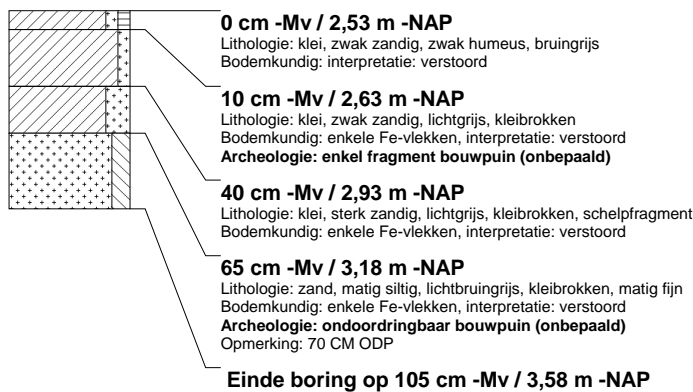 0 cm -Mv / 2,53 m -NAP
Lithologie: klei, zwak zandig, zwak humeus, bruingrijs
Bodemkundig: interpretatie: verstoord
10 cm -Mv / 2,63 m -NAP
Lithologie: klei, zwak zandig, lichtgrijs, kleibrokken
Bodemkundig: enkele Fe-vlekken, interpretatie: verstoord
Archeologie: enkel fragment bouwpuin (onbepaald)
40 cm -Mv / 2,93 m -NAP
Lithologie: klei, sterk zandig, lichtgrijs, kleibrokken, schelpfragment
Bodemkundig: enkele Fe-vlekken, interpretatie: verstoord
65 cm -Mv / 3,18 m -NAP
Lithologie: zand, matig siltig, lichtbruingrijs, kleibrokken, matig fijn
Bodemkundig: enkele Fe-vlekken, interpretatie: verstoord
Archeologie: ondoordringbaar bouwpuin (onbepaald)
Opmerking: 70 CM ODP
Einde boring op 105 cm -Mv / 3,58 m -NAP